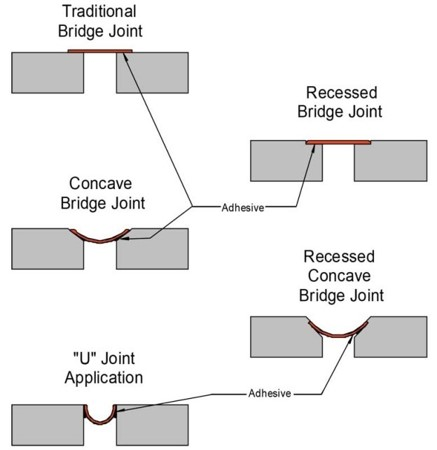 Traditional
Bridge Joint
Recessed
Bridge Joint
Concave
Bridge Joint
Adhesive
Recessed
Concave
Bridge Joint
"U" Joint
Application
Adhesive